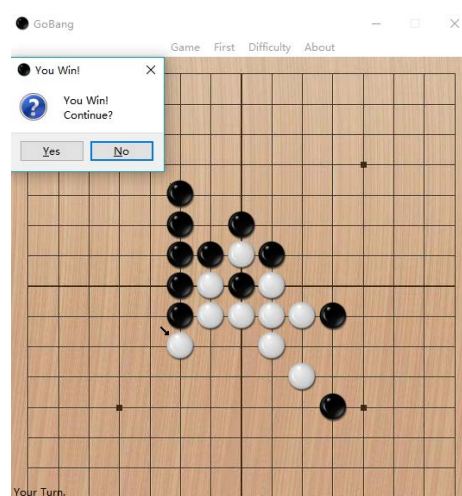 GoBang
Game First Difficulty About
You Win!
You Win!
Continue?
Yes No
Your Turn.